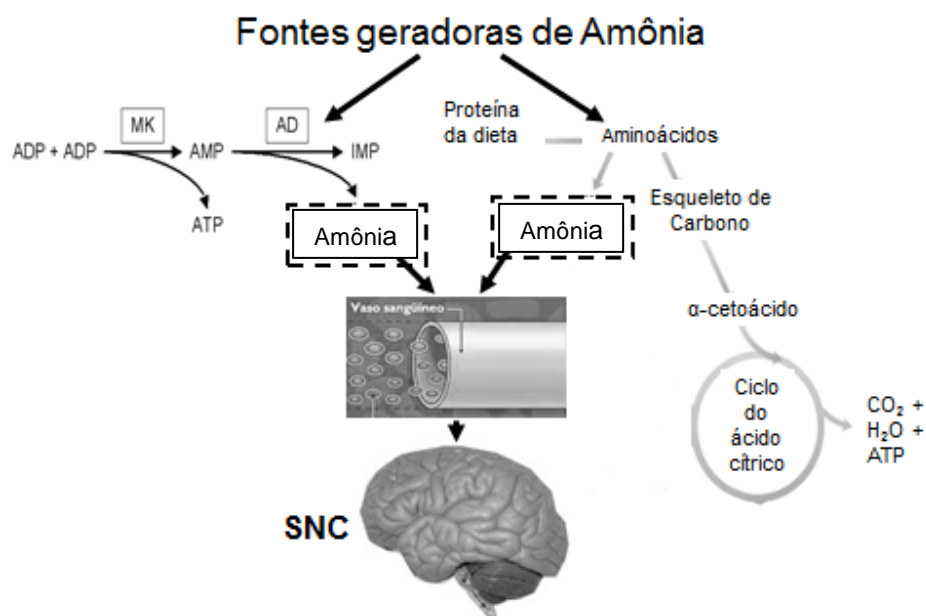 Fontes geradoras de Amônia
MK
AD
ADP + ADP
AMP
IMP
ATP
Proteína
da dieta
Aminoácidos
Amônia
Amônia
Esqueleto de
Carbono
Vaso sangüíneo
α-cetoácido
Ciclo
do
ácido
cítrico
CO₂ +
H₂O +
ATP
SNC